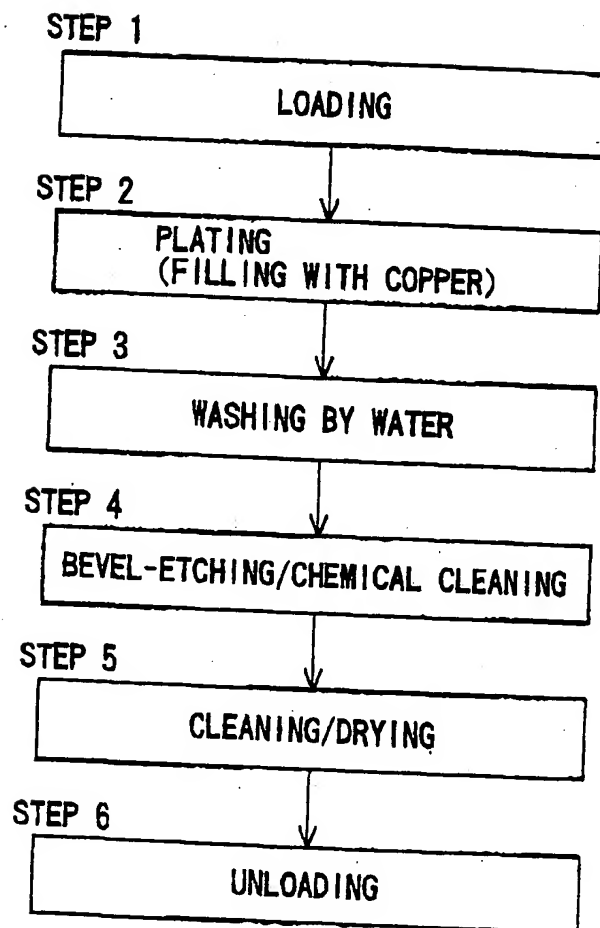 STEP 1
LOADING
STEP 2
PLATING
(FILLING WITH COPPER)
STEP 3
WASHING BY WATER
STEP 4
BEVEL-ETCHING/CHEMICAL CLEANING
STEP 5
CLEANING/DRYING
STEP 6
UNLOADING